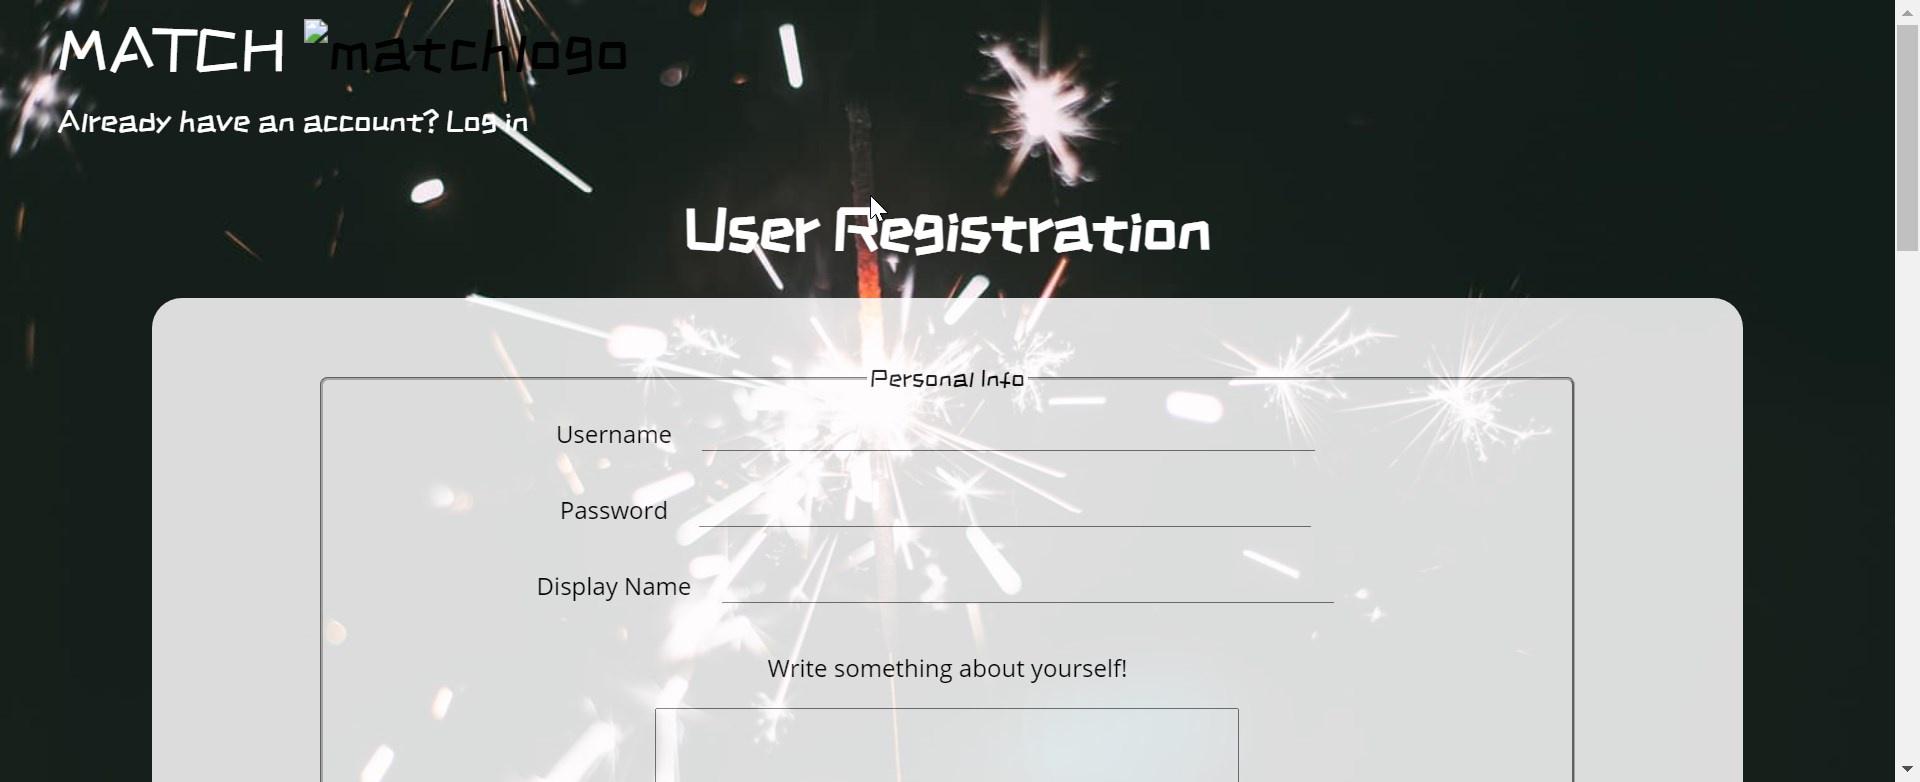 MATCH matchlogo
Already have an account? Log in
User Registration
Personal Info
Username
Password
Display Name
Write something about yourself!